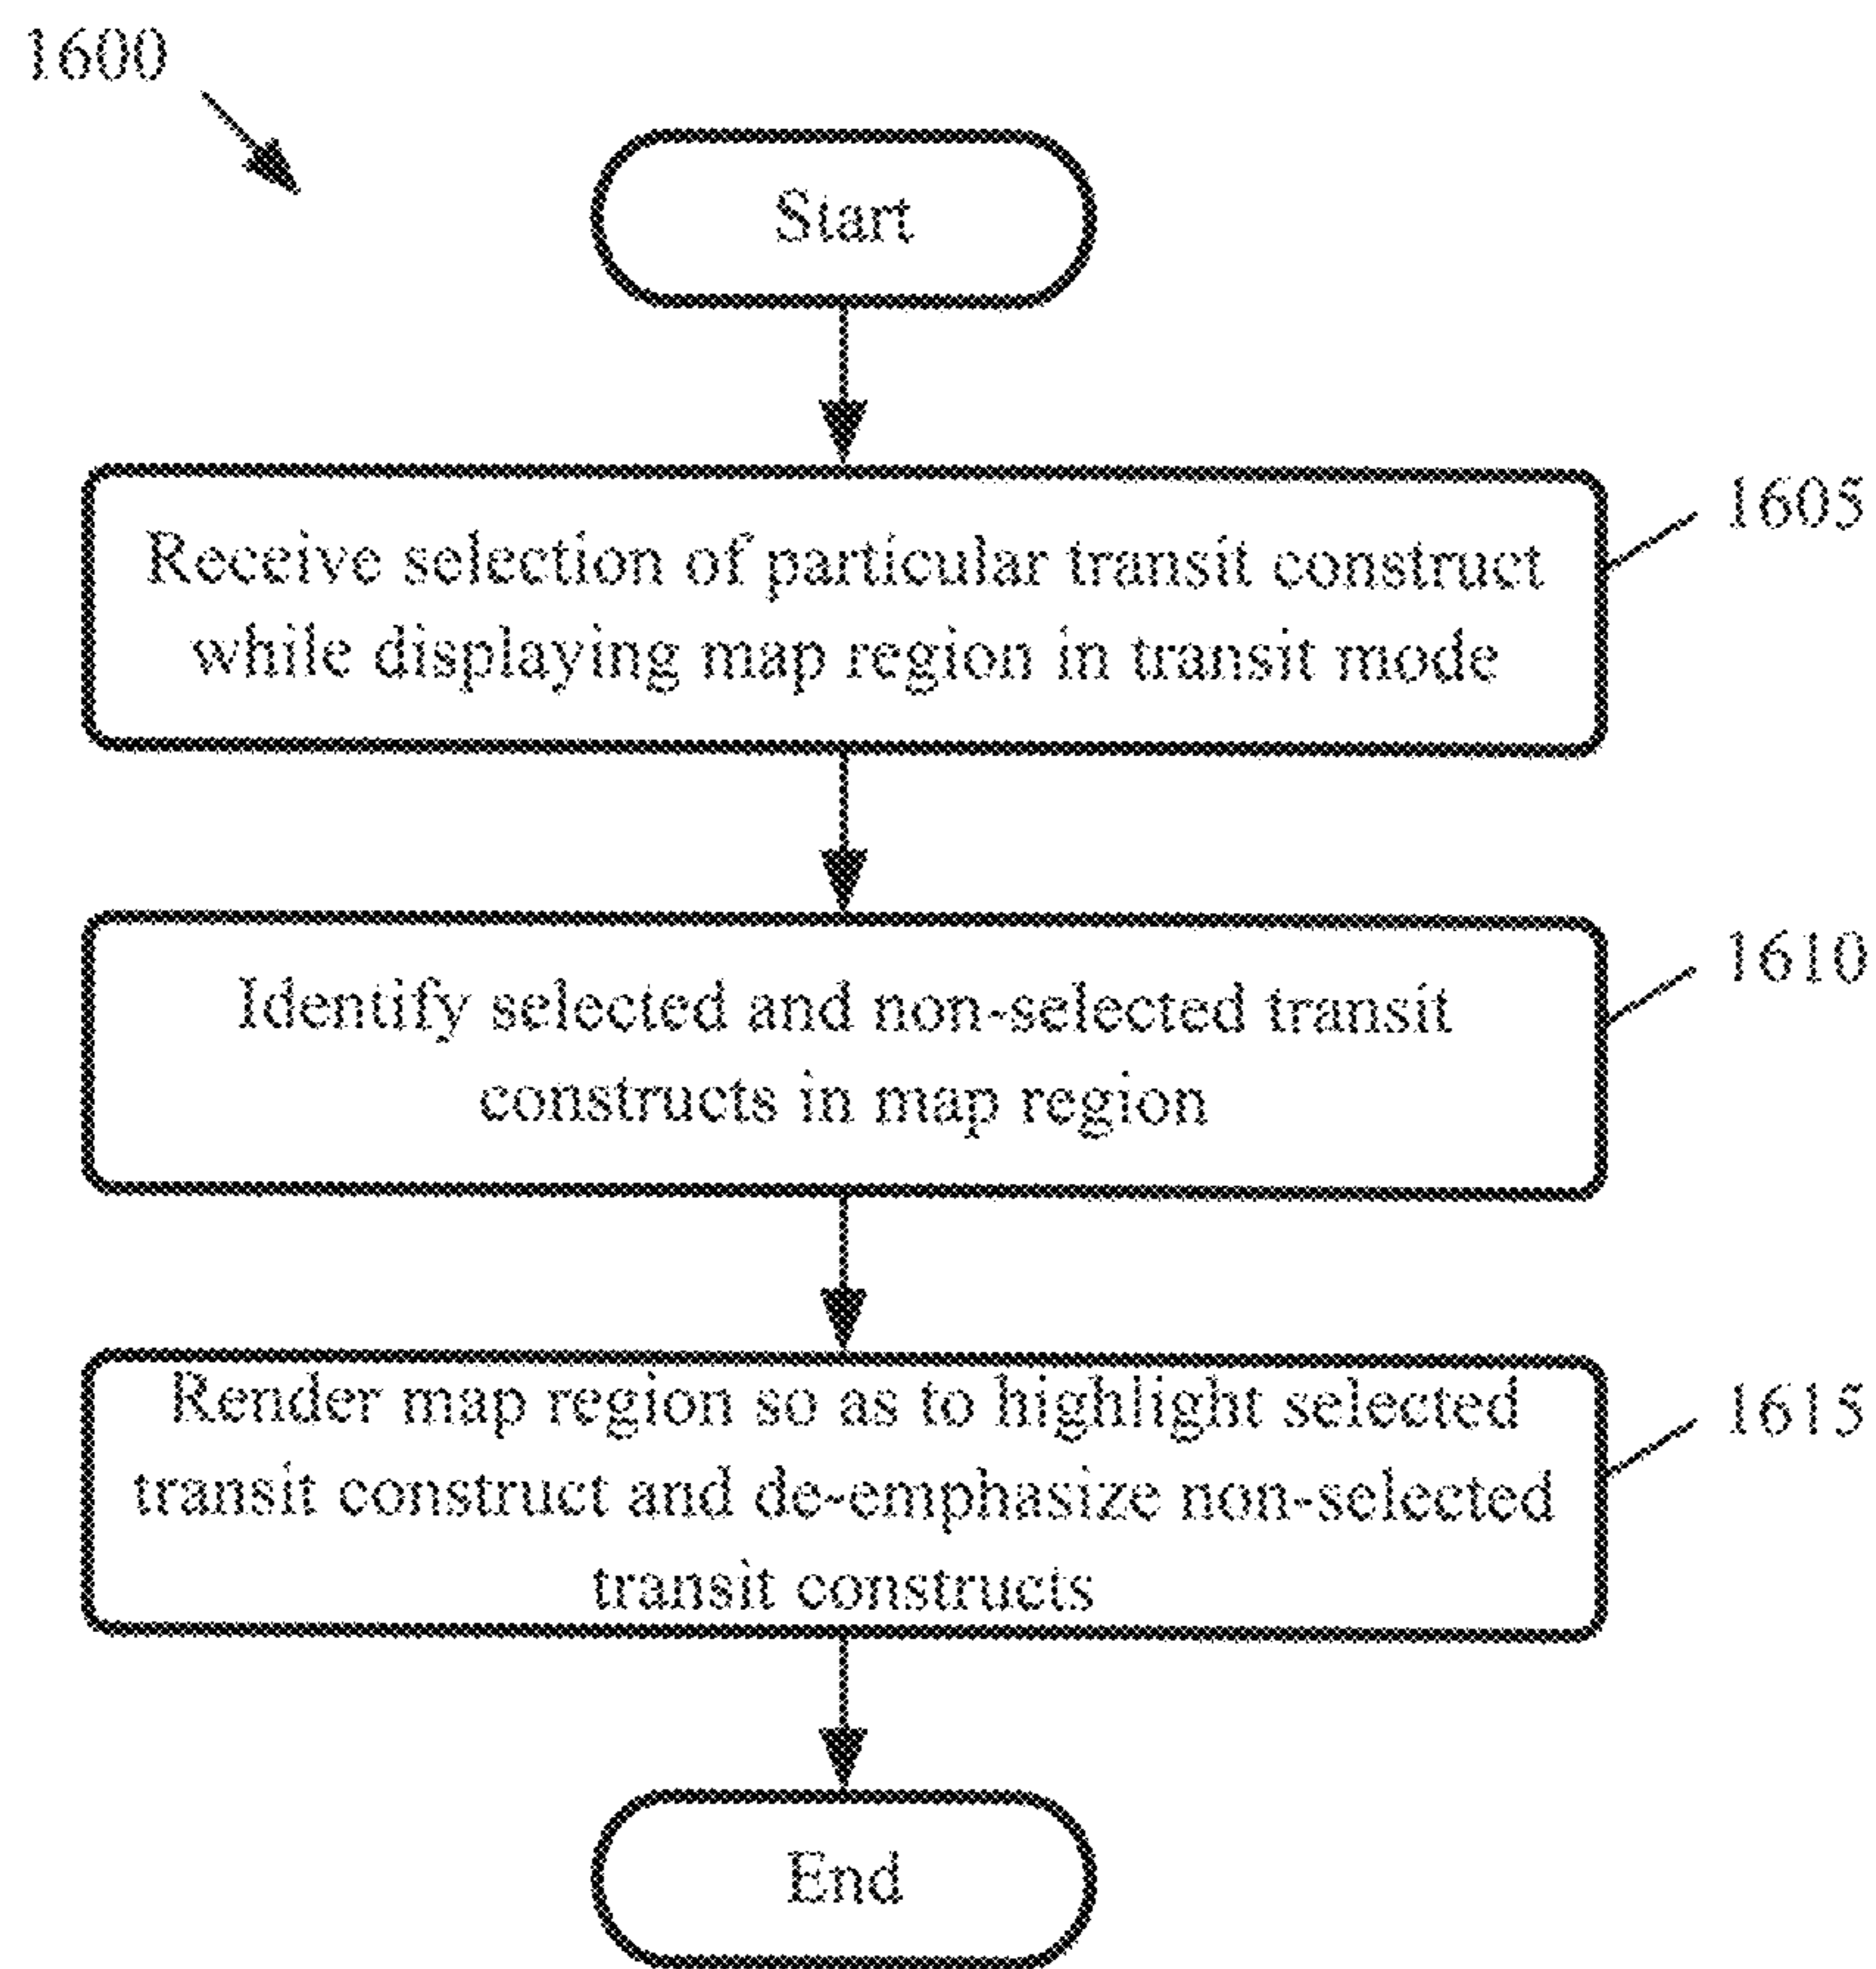 1600
Start
Receive selection of particular transit construct
while displaying map region in transit mode
1605
Identify selected and non-selected transit
constructs in map region
1610
Render map region so as to highlight selected
transit construct and de-emphasize non-selected
transit constructs
1615
End